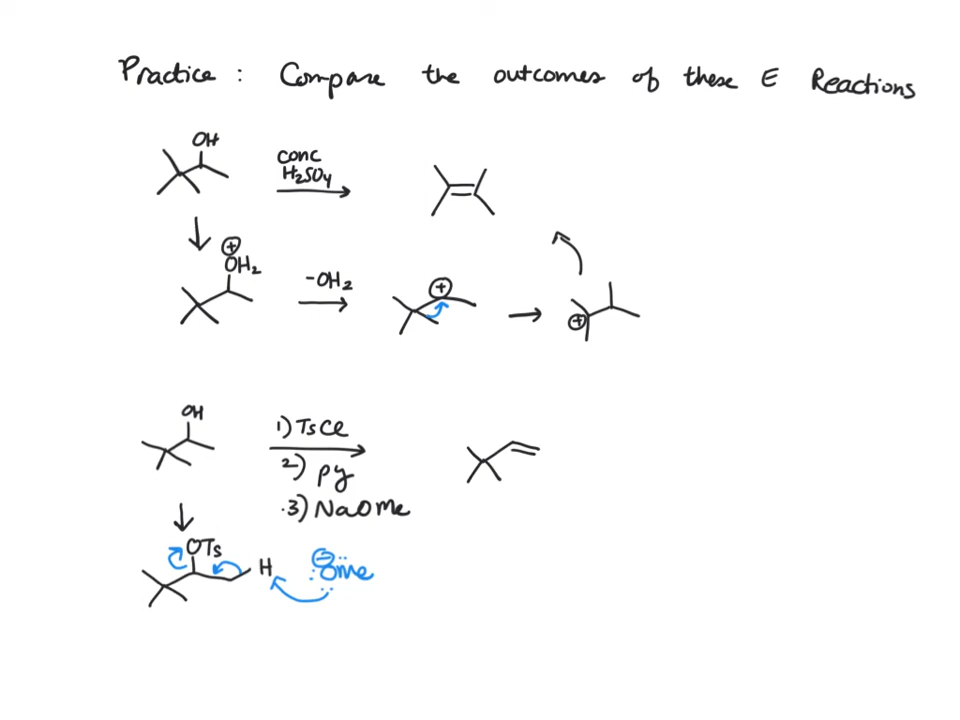 Practice : Compare the outcomes of these E Reactions
OH
conc
H₂SO₄
⊕
OH₂
-OH₂
⊕
⊕
OH
1) TsCl
2) py
3) NaOMe
OTs
H
⊖
:Öme